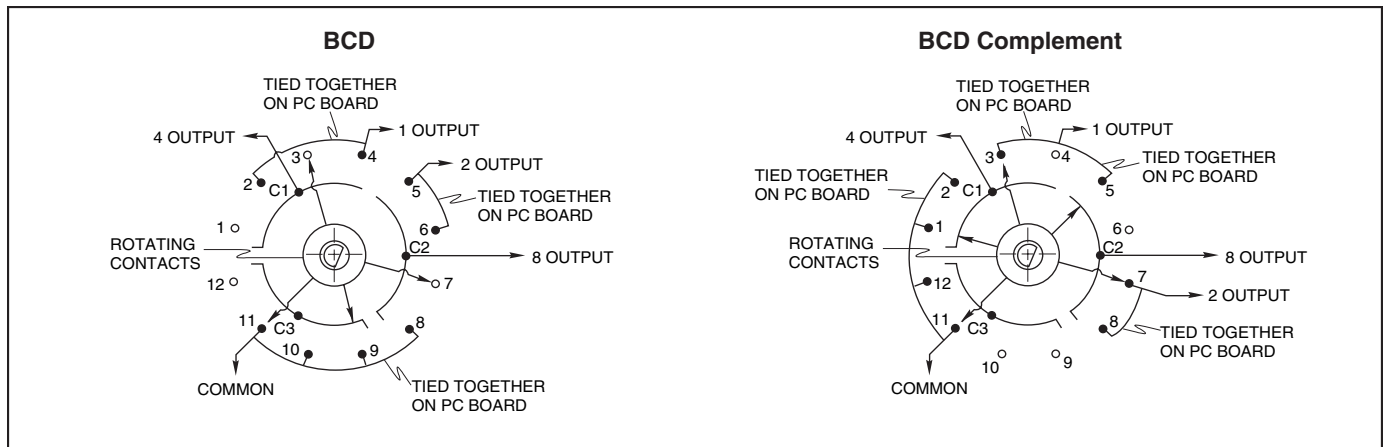 BCD
TIED TOGETHER
ON PC BOARD
4 OUTPUT
1 OUTPUT
3
4
2 OUTPUT
2
C1
5
TIED TOGETHER
ON PC BOARD
1
6
C2
ROTATING
CONTACTS
8 OUTPUT
12
7
11
C3
8
10
9
COMMON
TIED TOGETHER
ON PC BOARD
BCD Complement
TIED TOGETHER
ON PC BOARD
4 OUTPUT
1 OUTPUT
3
4
TIED TOGETHER
ON PC BOARD
TIED TOGETHER
ON PC BOARD
2
C1
5
1
6
C2
ROTATING
CONTACTS
8 OUTPUT
12
7
2 OUTPUT
11
C3
8
TIED TOGETHER
ON PC BOARD
10
9
COMMON